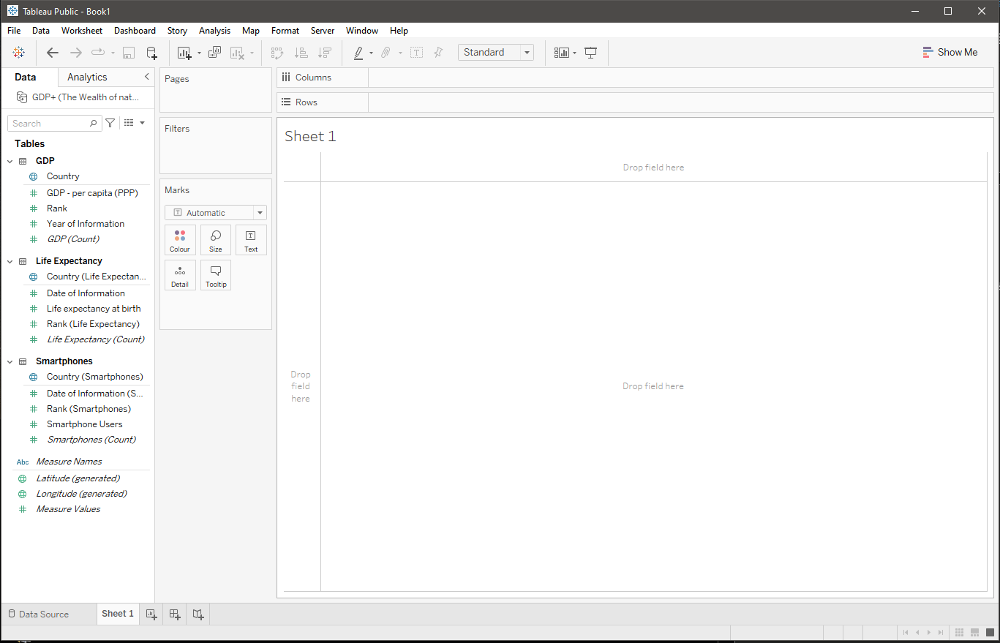 Tableau Public - Book1
File Data Worksheet Dashboard Story Analysis Map Format Server Window Help
Standard
Show Me
Data Analytics
GDP+ (The Wealth of nat...
Search
Tables
GDP
Country
GDP - per capita (PPP)
Rank
Year of Information
GDP (Count)
Life Expectancy
Country (Life Expectan...
Date of Information
Life expectancy at birth
Rank (Life Expectancy)
Life Expectancy (Count)
Smartphones
Country (Smartphones)
Date of Information (S...
Rank (Smartphones)
Smartphone Users
Smartphones (Count)
Abc Measure Names
Latitude (generated)
Longitude (generated)
Measure Values
Pages
Filters
Marks
T Automatic
Colour Size Text
Detail Tooltip
Columns
Rows
Sheet 1
Drop field here
Drop
field
here
Drop field here
Data Source Sheet 1